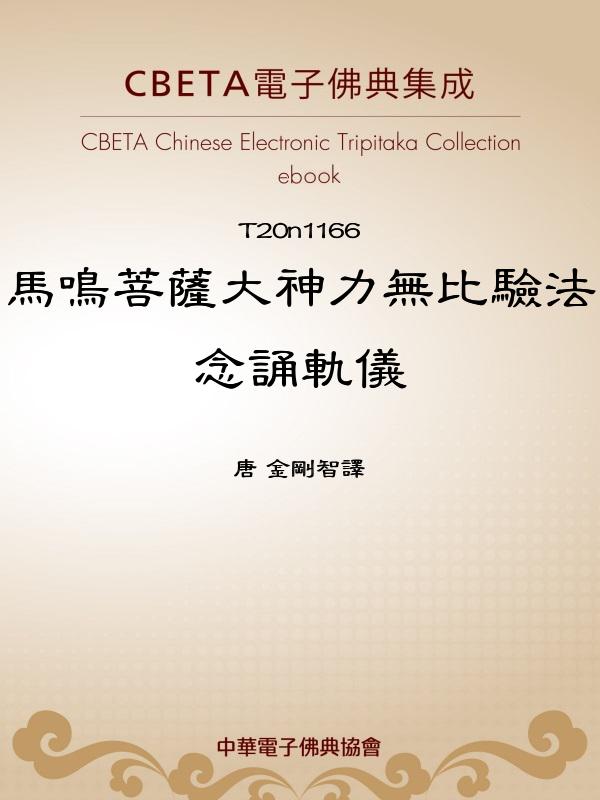 CBETA電子佛典集成
CBETA Chinese Electronic Tripitaka Collection
ebook
T20n1166
馬鳴菩薩大神力無比驗法
念誦軌儀
唐 金剛智譯
中華電子佛典協會